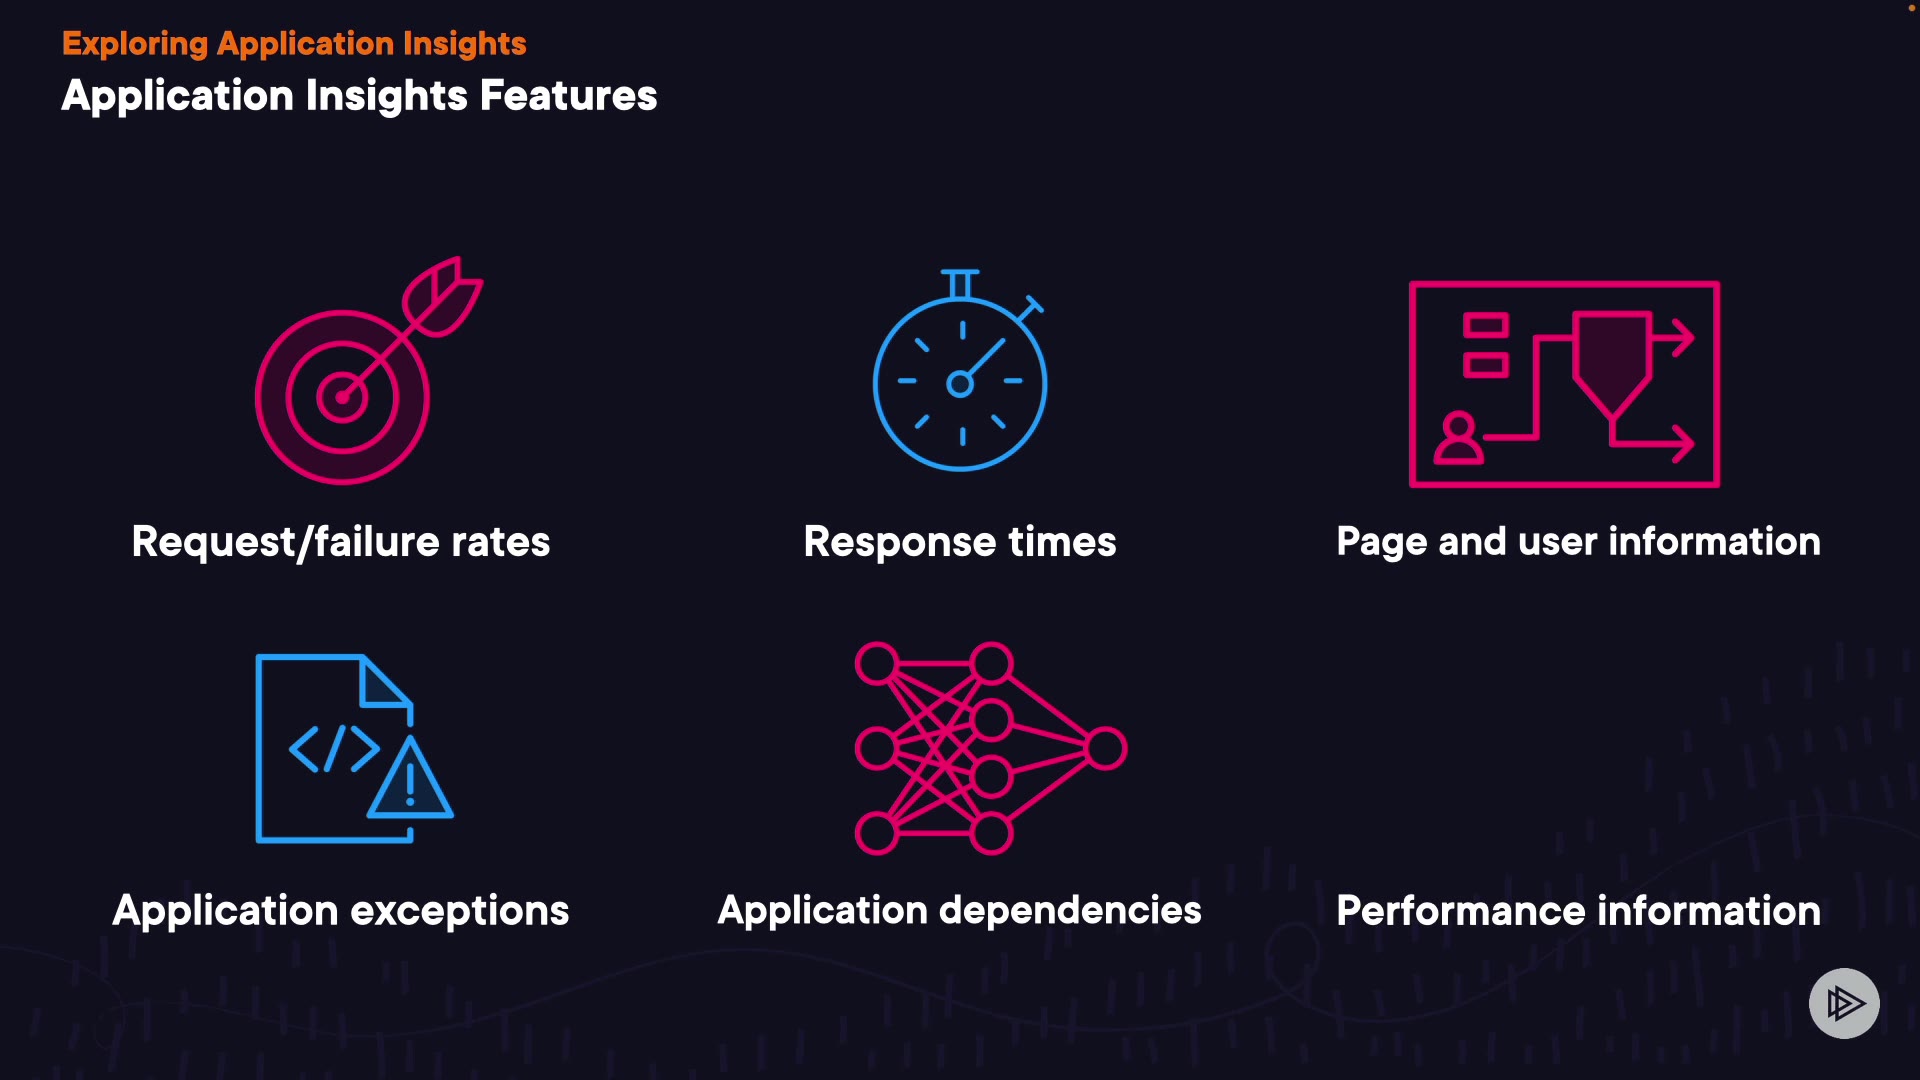 Exploring Application Insights
Application Insights Features
Request/failure rates
Response times
Page and user information
</>
!
Application exceptions
Application dependencies
Performance information